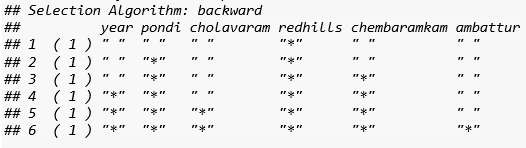 ## Selection Algorithm: backward
##          year pondi cholavaram redhills chembaramkam ambattur
## 1  ( 1 ) " "  " "   " "        "*"      " "          " "
## 2  ( 1 ) " "  "*"   " "        "*"      " "          " "
## 3  ( 1 ) " "  "*"   " "        "*"      "*"          " "
## 4  ( 1 ) "*"  "*"   " "        "*"      "*"          " "
## 5  ( 1 ) "*"  "*"   "*"        "*"      "*"          " "
## 6  ( 1 ) "*"  "*"   "*"        "*"      "*"          "*"